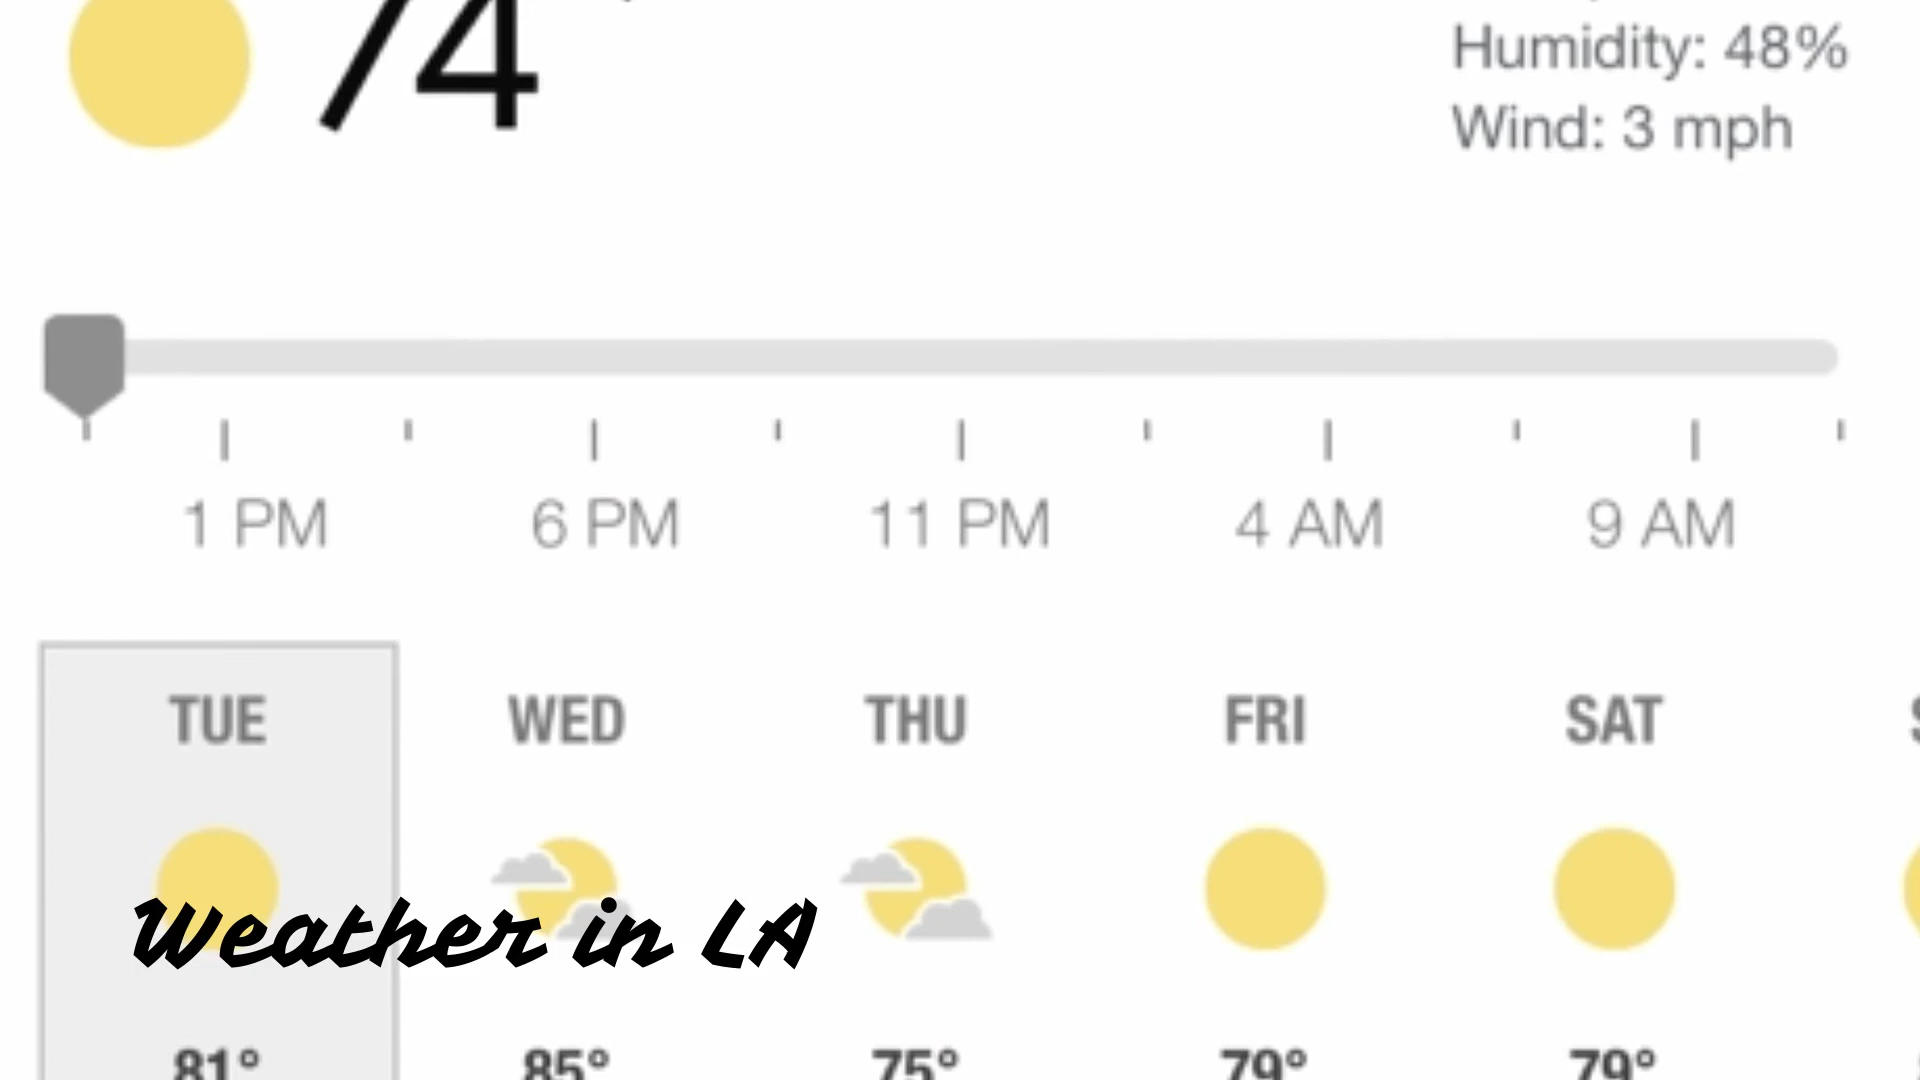 74
Humidity: 48%
Wind: 3 mph
1 PM 6 PM 11 PM 4 AM 9 AM
TUE WED THU FRI SAT
Weather in LA
81° 85° 75° 79° 79°